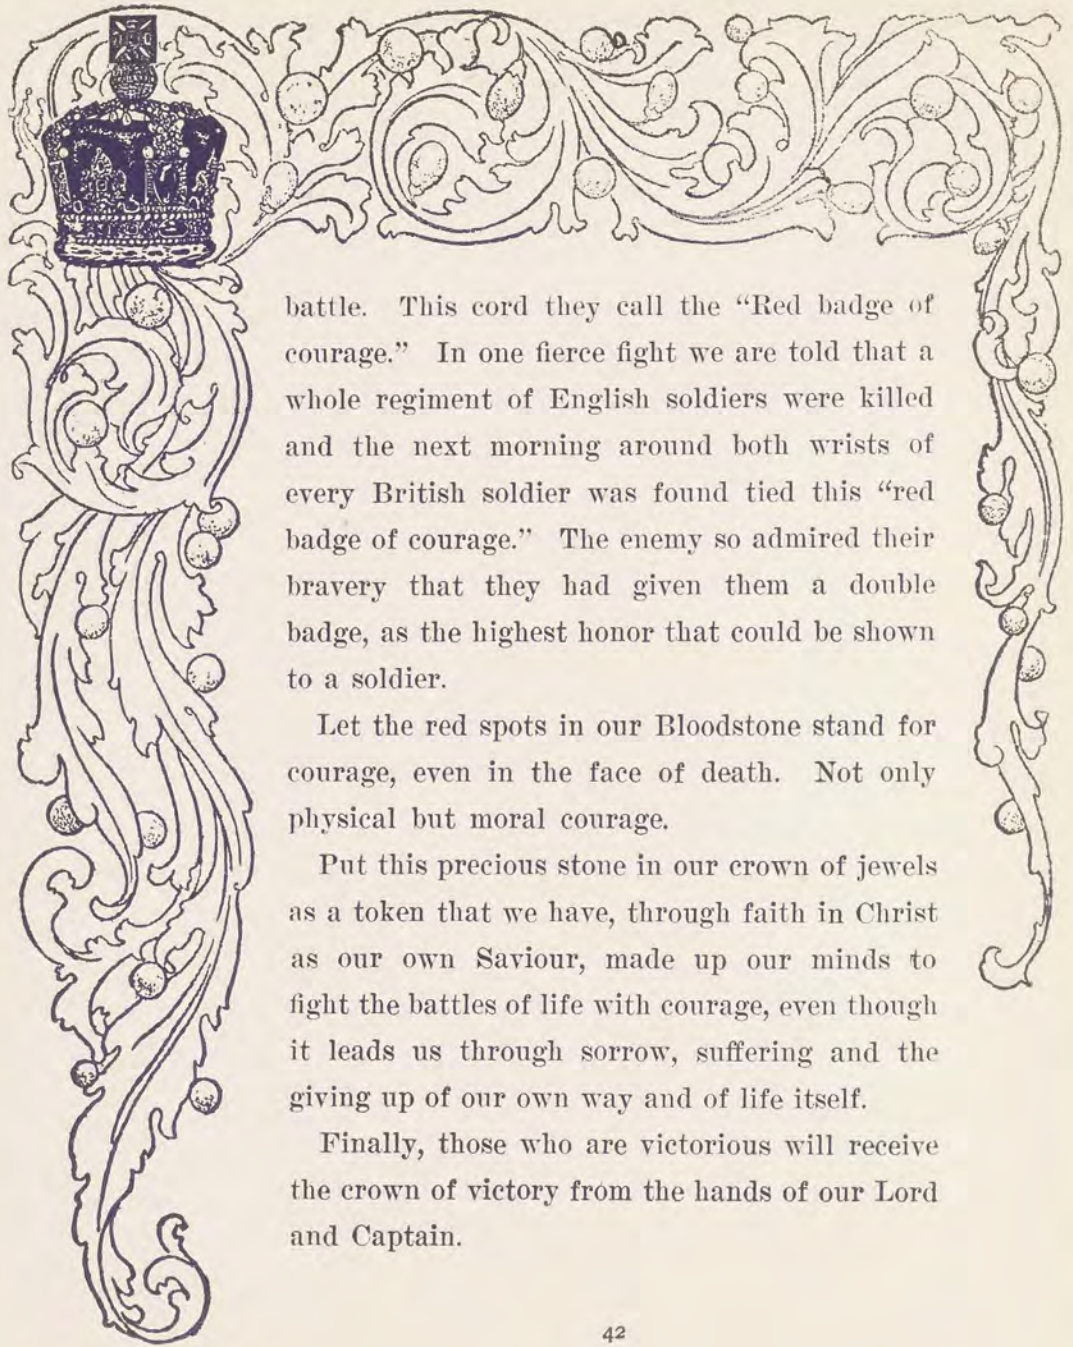 battle. This cord they call the “Red badge of
courage.” In one fierce fight we are told that a
whole regiment of English soldiers were killed
and the next morning around both wrists of
every British soldier was found tied this “red
badge of courage.” The enemy so admired their
bravery that they had given them a double
badge, as the highest honor that could be shown
to a soldier.
Let the red spots in our Bloodstone stand for
courage, even in the face of death. Not only
physical but moral courage.
Put this precious stone in our crown of jewels
as a token that we have, through faith in Christ
as our own Saviour, made up our minds to
fight the battles of life with courage, even though
it leads us through sorrow, suffering and the
giving up of our own way and of life itself.
Finally, those who are victorious will receive
the crown of victory from the hands of our Lord
and Captain.
42